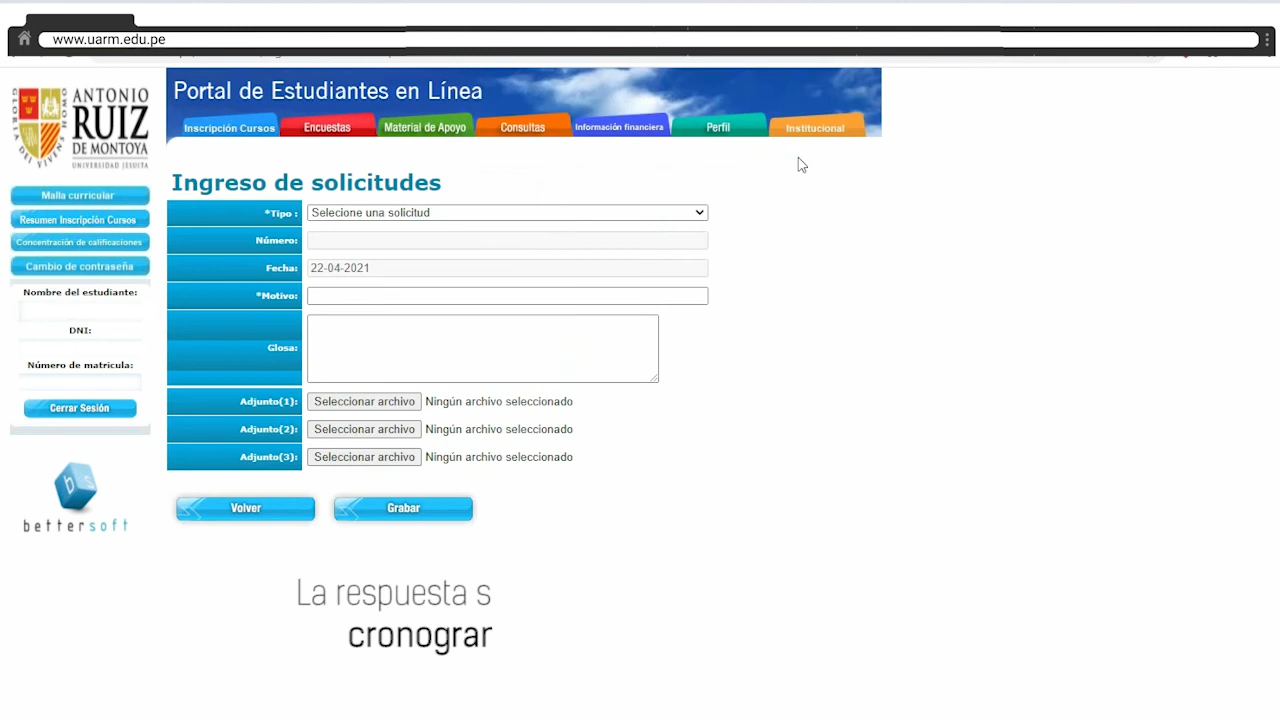 www.uarm.edu.pe
ANTONIO
RUIZ
DE MONTOYA
UNIVERSIDAD JESUITA
Portal de Estudiantes en Línea
Inscripción Cursos
Encuestas
Material de Apoyo
Consultas
Información financiera
Perfil
Institucional
Malla curricular
Resumen Inscripción Cursos
Concentración de calificaciones
Cambio de contraseña
Nombre del estudiante:
DNI:
Número de matricula:
Cerrar Sesión
bs
bettersoft
Ingreso de solicitudes
*Tipo : Selecione una solicitud
Número:
Fecha: 22-04-2021
*Motivo:
Glosa:
Adjunto(1): Seleccionar archivo Ningún archivo seleccionado
Adjunto(2): Seleccionar archivo Ningún archivo seleccionado
Adjunto(3): Seleccionar archivo Ningún archivo seleccionado
Volver
Grabar
La respuesta s
cronogra